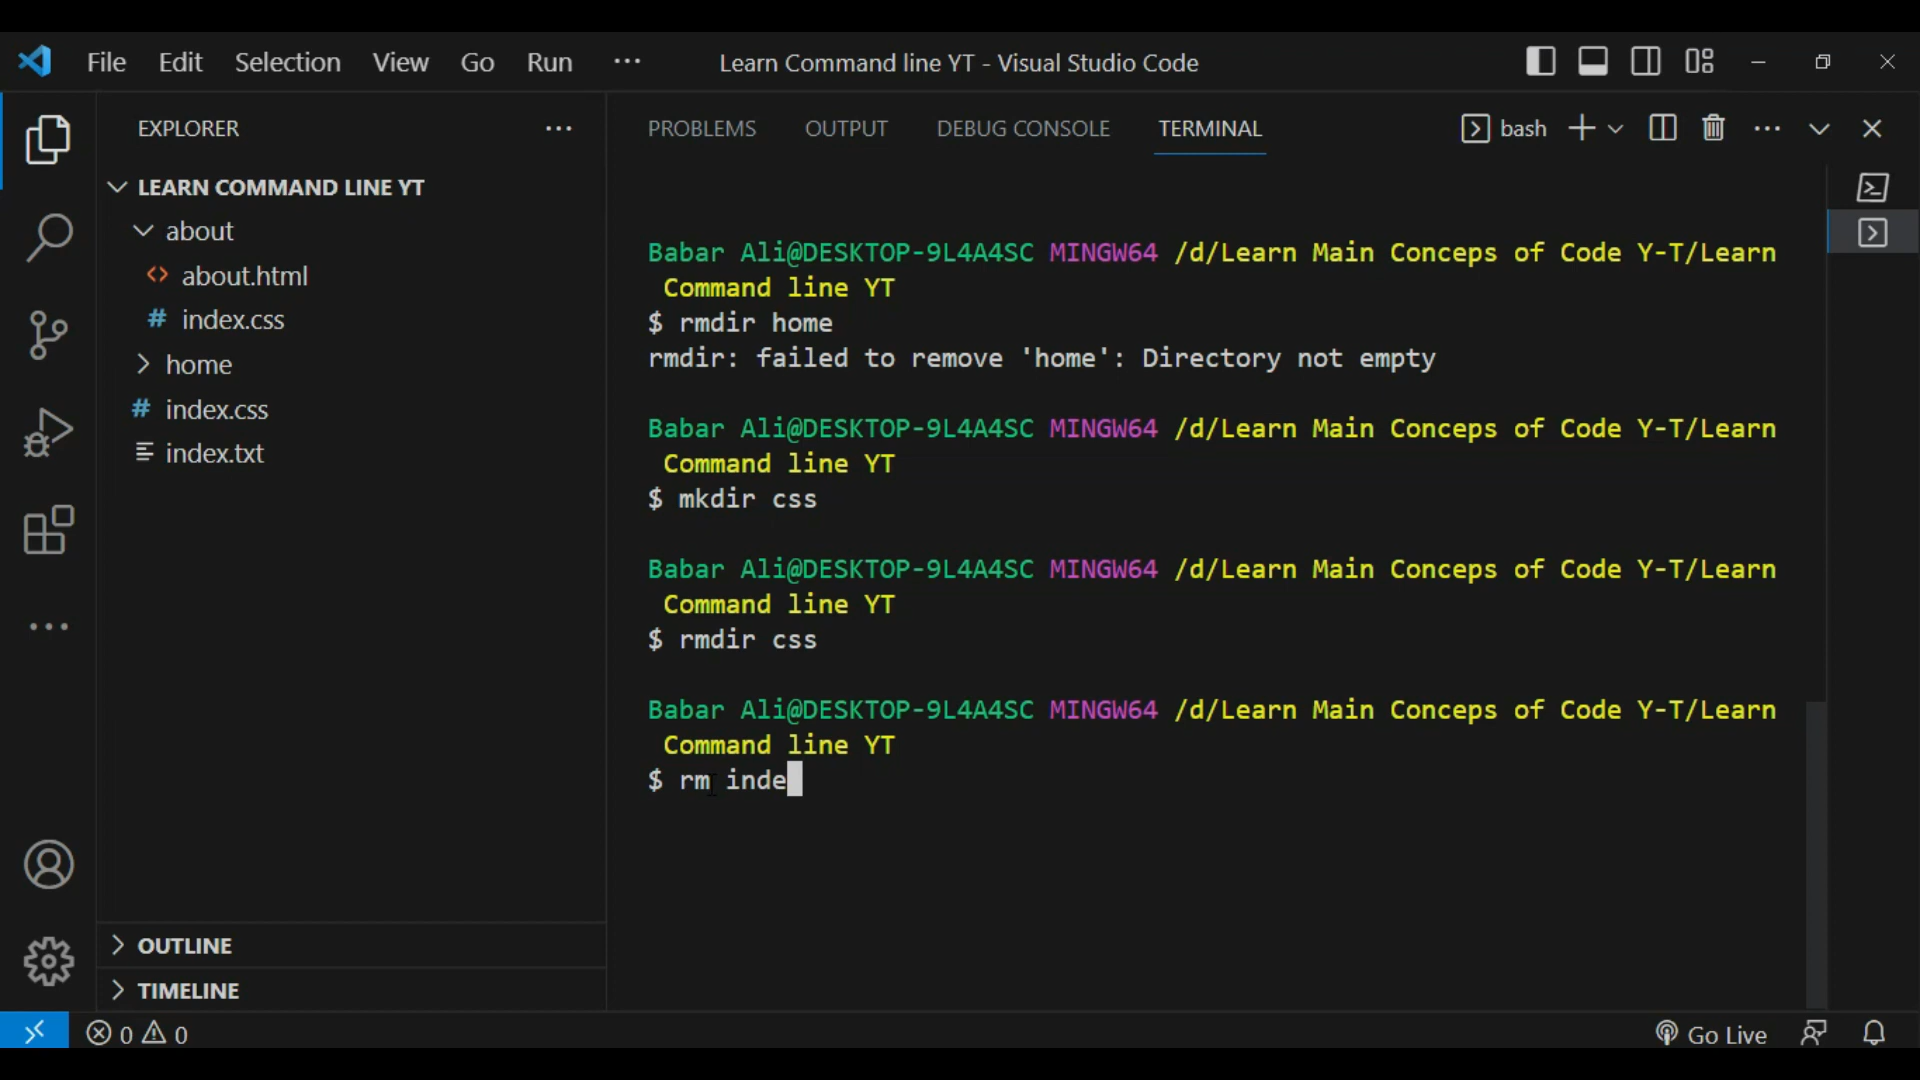 File Edit Selection View Go Run ··· Learn Command line YT - Visual Studio Code
EXPLORER ···
LEARN COMMAND LINE YT
about
<> about.html
# index.css
home
# index.css
index.txt
OUTLINE
TIMELINE
PROBLEMS OUTPUT DEBUG CONSOLE TERMINAL bash
Babar Ali@DESKTOP-9L4A4SC MINGW64 /d/Learn Main Conceps of Code Y-T/Learn
Command line YT
$ rmdir home
rmdir: failed to remove 'home': Directory not empty
Babar Ali@DESKTOP-9L4A4SC MINGW64 /d/Learn Main Conceps of Code Y-T/Learn
Command line YT
$ mkdir css
Babar Ali@DESKTOP-9L4A4SC MINGW64 /d/Learn Main Conceps of Code Y-T/Learn
Command line YT
$ rmdir css
Babar Ali@DESKTOP-9L4A4SC MINGW64 /d/Learn Main Conceps of Code Y-T/Learn
Command line YT
$ rm inde
0 0 Go Live